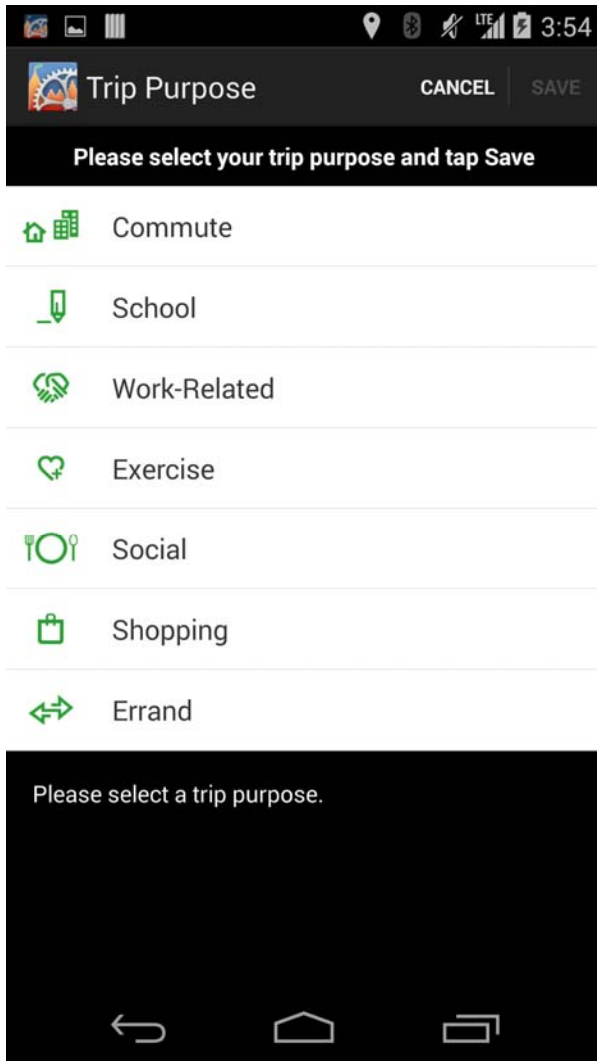 LTE 3:54
Trip Purpose CANCEL SAVE
Please select your trip purpose and tap Save
Commute
School
Work-Related
Exercise
Social
Shopping
Errand
Please select a trip purpose.